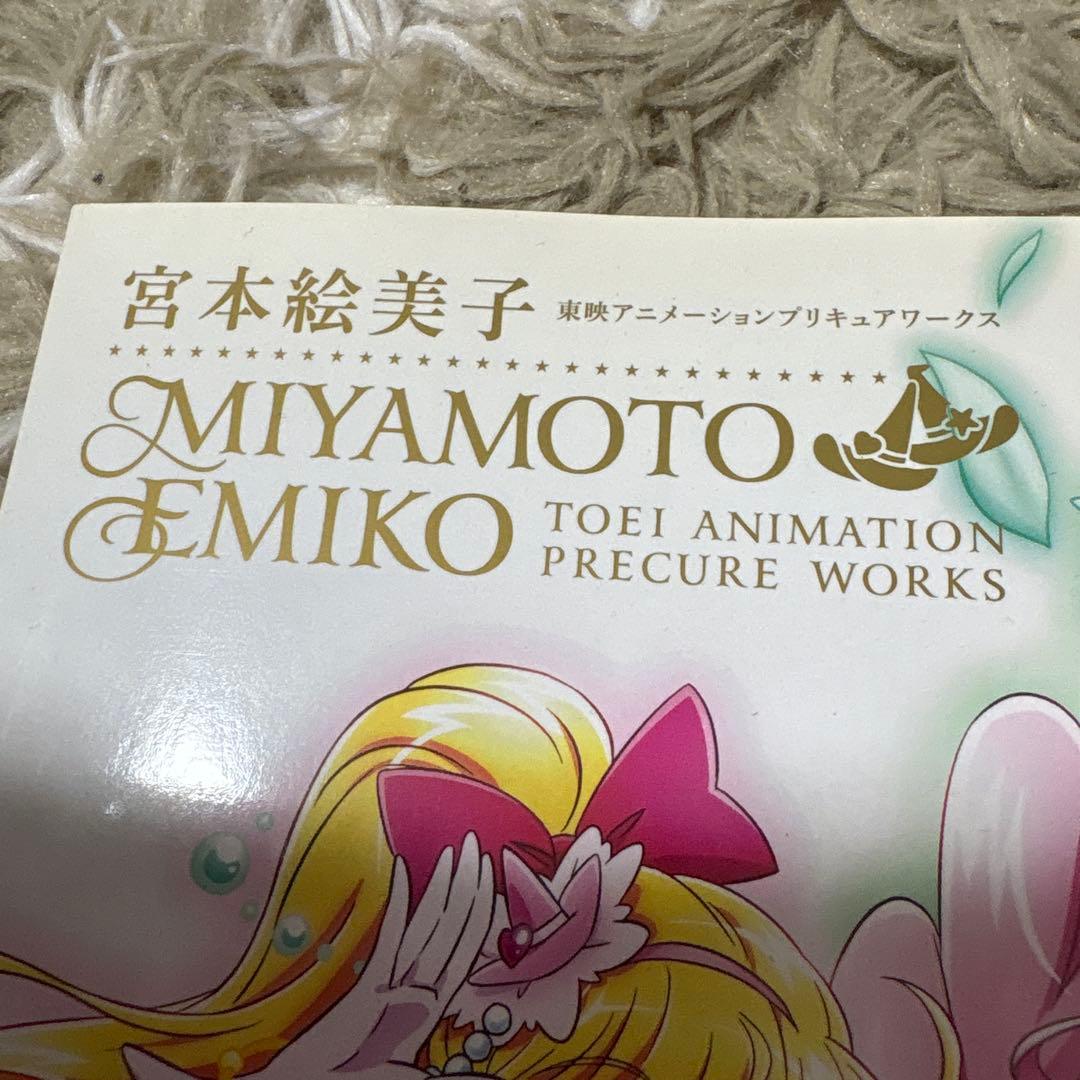 宮本絵美子 東映アニメーションプリキュアワークス
MIYAMOTO
EMIKO TOEI ANIMATION
PRECURE WORKS